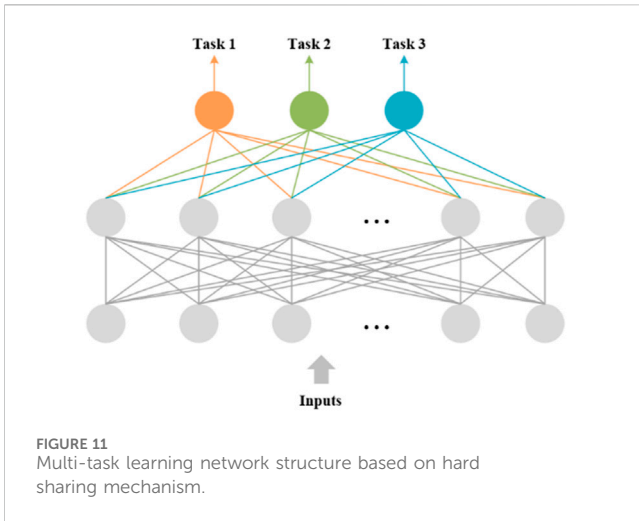 Task 1 Task 2 Task 3
...
...
Inputs
FIGURE 11
Multi-task learning network structure based on hard
sharing mechanism.